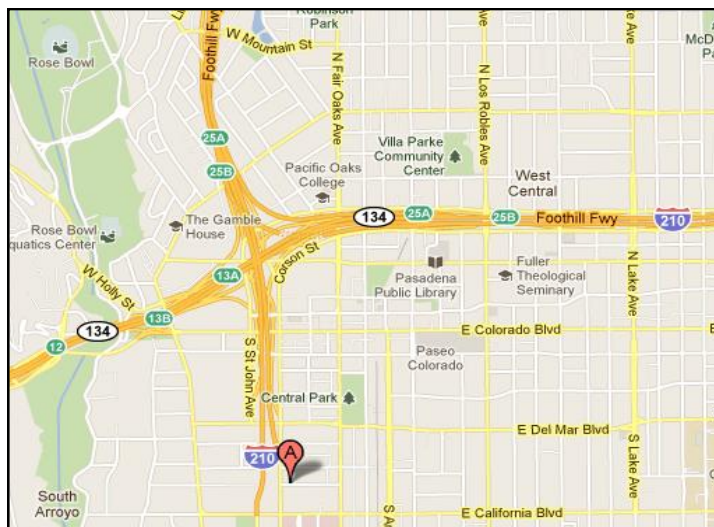 Robinson
Park
W Mountain St
Foothill Fwy
Rose Bowl
N Fair Oaks Ave
N Los Robles Ave
25A
Villa Parke
Community
Center
25B
Pacific Oaks
College
West
Central
134
25A
25B
Foothill Fwy
210
The Gamble
House
Rose Bowl
quatics Center
Corson St
W Holly St
13A
Pasadena
Public Library
Fuller
Theological
Seminary
N Lake Ave
13B
134
12
E Colorado Blvd
S St John Ave
Paseo
Colorado
Central Park
E Del Mar Blvd
210
A
S Lake Ave
South
Arroyo
E California Blvd